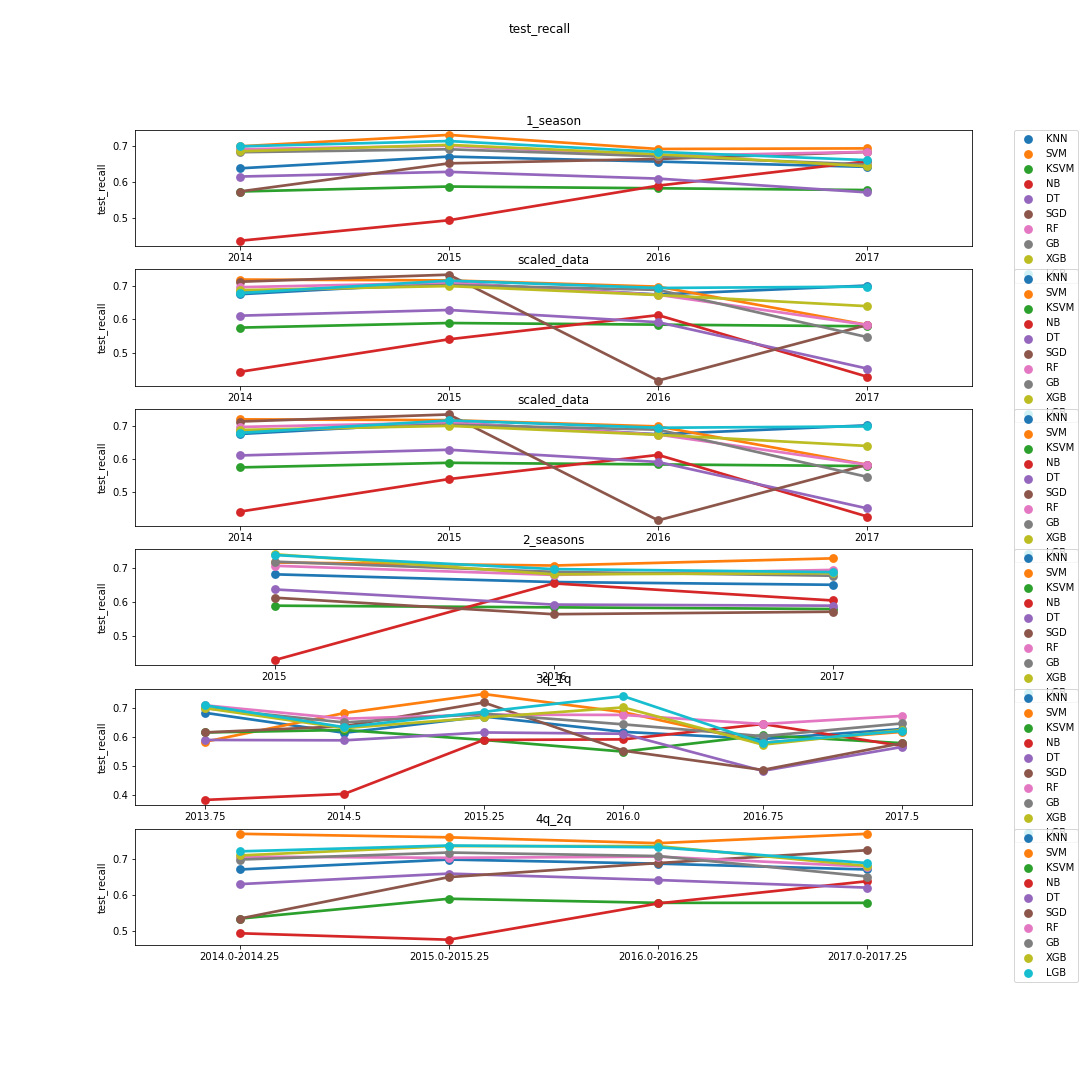 test_recall
1_season
test_recall
0.7
0.6
0.5
2014 2015 2016 2017
KNN
SVM
KSVM
NB
DT
SGD
RF
GB
XGB
scaled_data
test_recall
0.7
0.6
0.5
2014 2015 2016 2017
KNN
SVM
KSVM
NB
DT
SGD
RF
GB
XGB
scaled_data
test_recall
0.7
0.6
0.5
2014 2015 2016 2017
KNN
SVM
KSVM
NB
DT
SGD
RF
GB
XGB
2_seasons
test_recall
0.7
0.6
0.5
2015 2016 2017
KNN
SVM
KSVM
NB
DT
SGD
RF
GB
XGB
3q_1q
test_recall
0.7
0.6
0.5
0.4
2013.75 2014.5 2015.25 2016.0 2016.75 2017.5
KNN
SVM
KSVM
NB
DT
SGD
RF
GB
XGB
4q_2q
test_recall
0.7
0.6
0.5
2014.0-2014.25 2015.0-2015.25 2016.0-2016.25 2017.0-2017.25
KNN
SVM
KSVM
NB
DT
SGD
RF
GB
XGB
LGB